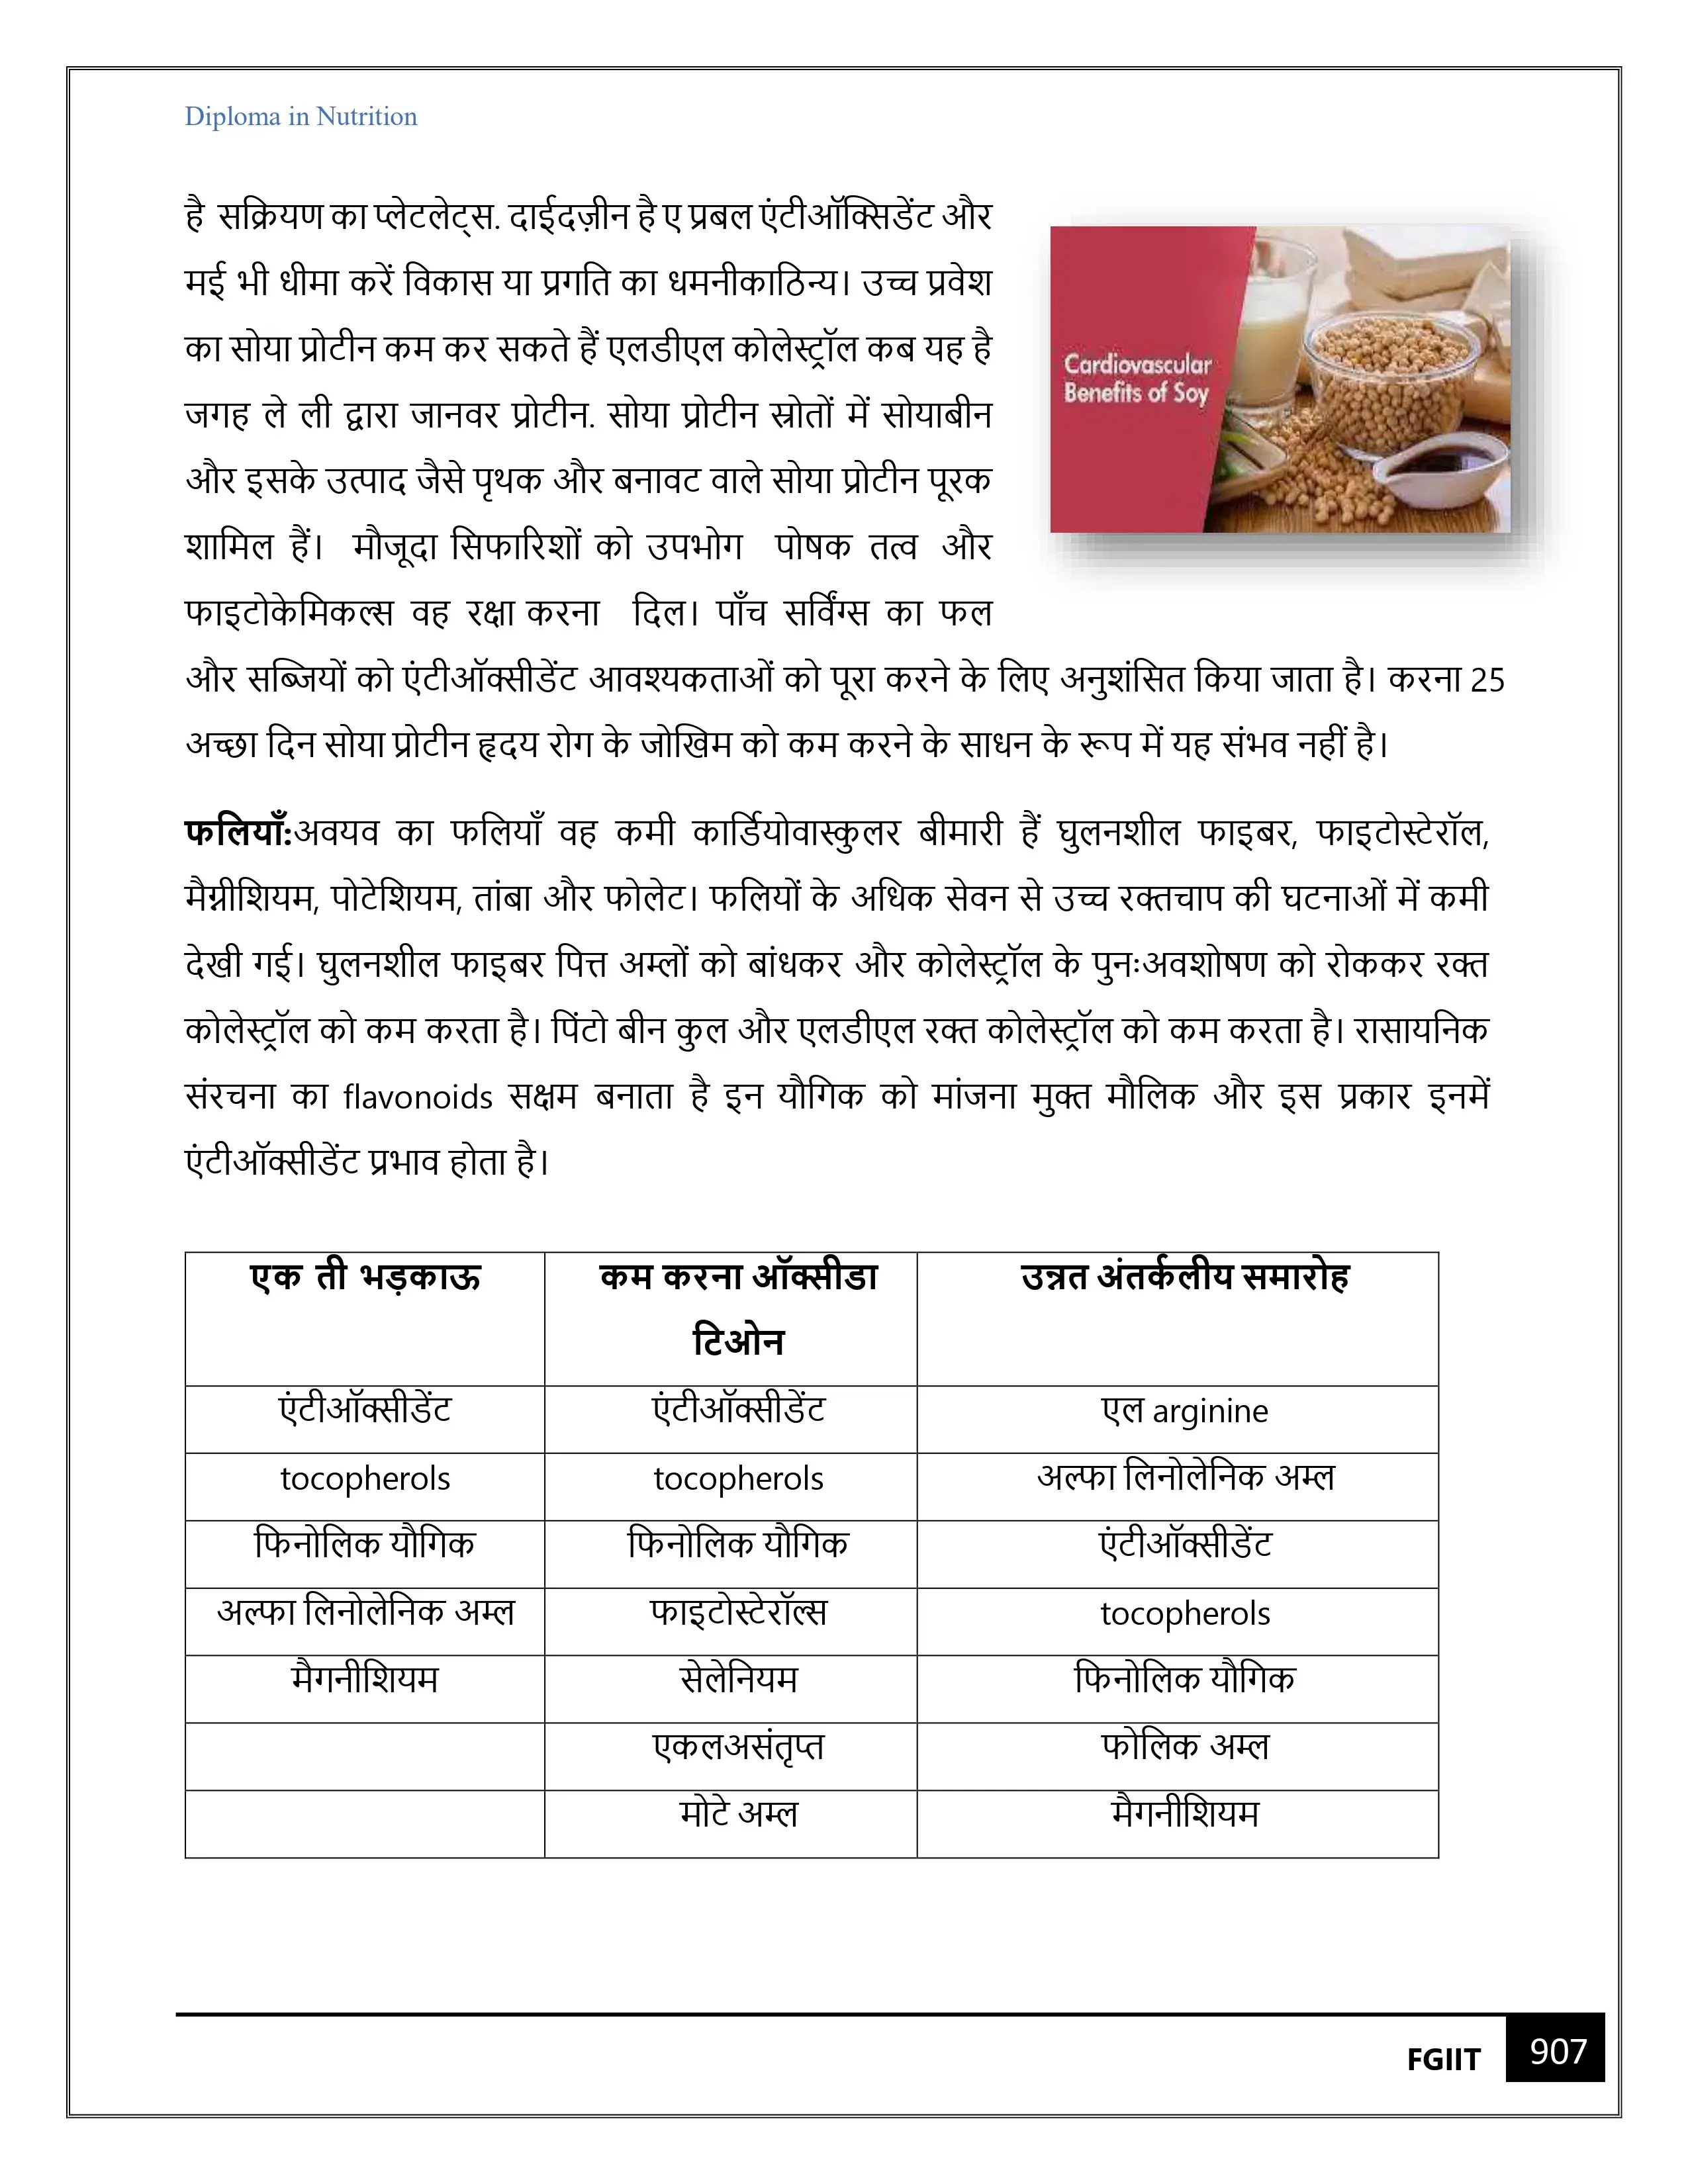 Diploma in Nutrition
है सक्रियण का प्लेटलेट्स. दाईदज़ीन है ए प्रबल एंटीऑक्सिडेंट और
मई भी धीमा करें विकास या प्रगति का धमनीकाठिन्य। उच्च प्रवेश
का सोया प्रोटीन कम कर सकते हैं एलडीएल कोलेस्ट्रॉल कब यह है
जगह ले ली द्वारा जानवर प्रोटीन. सोया प्रोटीन स्रोतों में सोयाबीन
और इसके उत्पाद जैसे पृथक और बनावट वाले सोया प्रोटीन पूरक
शामिल हैं। मौजूदा सिफारिशों को उपभोग पोषक तत्व और
फाइटोकेमिकल्स वह रक्षा करना दिल। पाँच सर्विंग्स का फल
Cardiovascular
Benefits of Soy
और सब्जियों को एंटीऑक्सीडेंट आवश्यकताओं को पूरा करने के लिए अनुशंसित किया जाता है। करना 25
अच्छा दिन सोया प्रोटीन हृदय रोग के जोखिम को कम करने के साधन के रूप में यह संभव नहीं है।
फलियाँ:अवयव का फलियाँ वह कमी कार्डियोवास्कुलर बीमारी हैं घुलनशील फाइबर, फाइटोस्टेरॉल,
मैग्नीशियम, पोटेशियम, तांबा और फोलेट। फलियों के अधिक सेवन से उच्च रक्तचाप की घटनाओं में कमी
देखी गई। घुलनशील फाइबर पित्त अम्लों को बांधकर और कोलेस्ट्रॉल के पुनःअवशोषण को रोककर रक्त
कोलेस्ट्रॉल को कम करता है। पिंटो बीन कुल और एलडीएल रक्त कोलेस्ट्रॉल को कम करता है। रासायनिक
संरचना का flavonoids सक्षम बनाता है इन यौगिक को मांजना मुक्त मौलिक और इस प्रकार इनमें
एंटीऑक्सीडेंट प्रभाव होता है।
एक ती भड़काऊ कम करना ऑक्सीडा उन्नत अंतर्कलीय समारोह
टिओन
एंटीऑक्सीडेंट एंटीऑक्सीडेंट एल arginine
tocopherols tocopherols अल्फा लिनोलेनिक अम्ल
फिनोलिक यौगिक फिनोलिक यौगिक एंटीऑक्सीडेंट
अल्फा लिनोलेनिक अम्ल फाइटोस्टेरॉल्स tocopherols
मैगनीशियम सेलेनियम फिनोलिक यौगिक
एकलअसंतृप्त फोलिक अम्ल
मोटे अम्ल मैगनीशियम
FGIIT 907